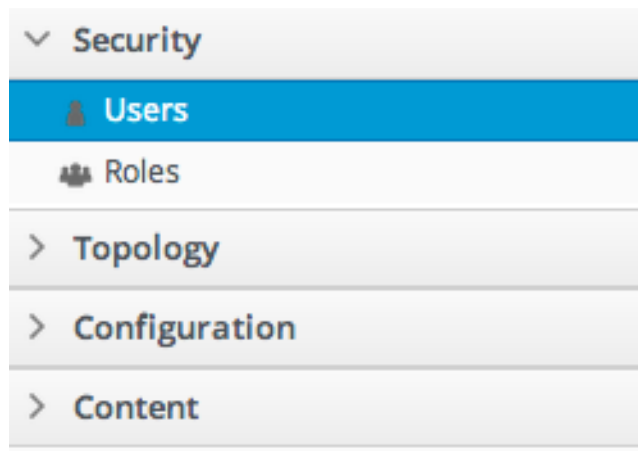 Security
Users
Roles
Topology
Configuration
Content